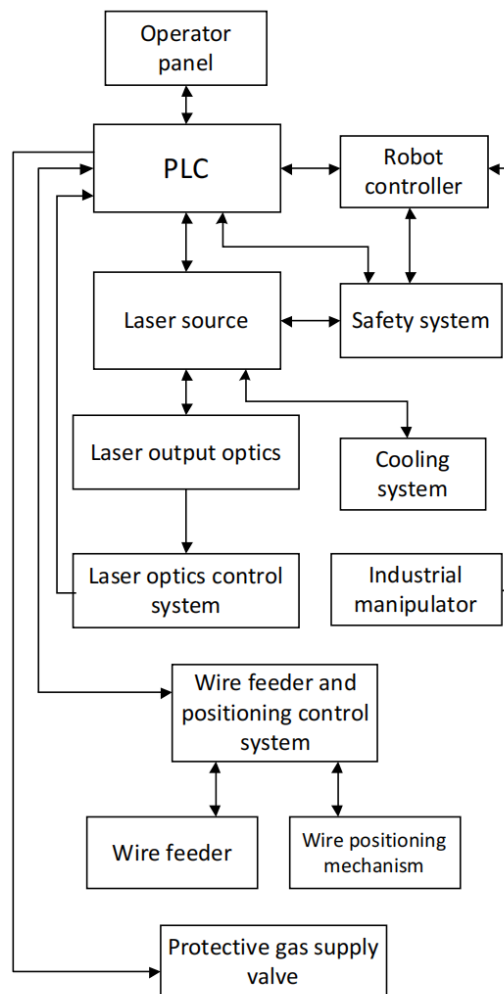 Operator
panel
PLC
Robot
controller
Laser source
Safety system
Laser output optics
Cooling
system
Laser optics control
system
Industrial
manipulator
Wire feeder and
positioning control
system
Wire feeder
Wire positioning
mechanism
Protective gas supply
valve